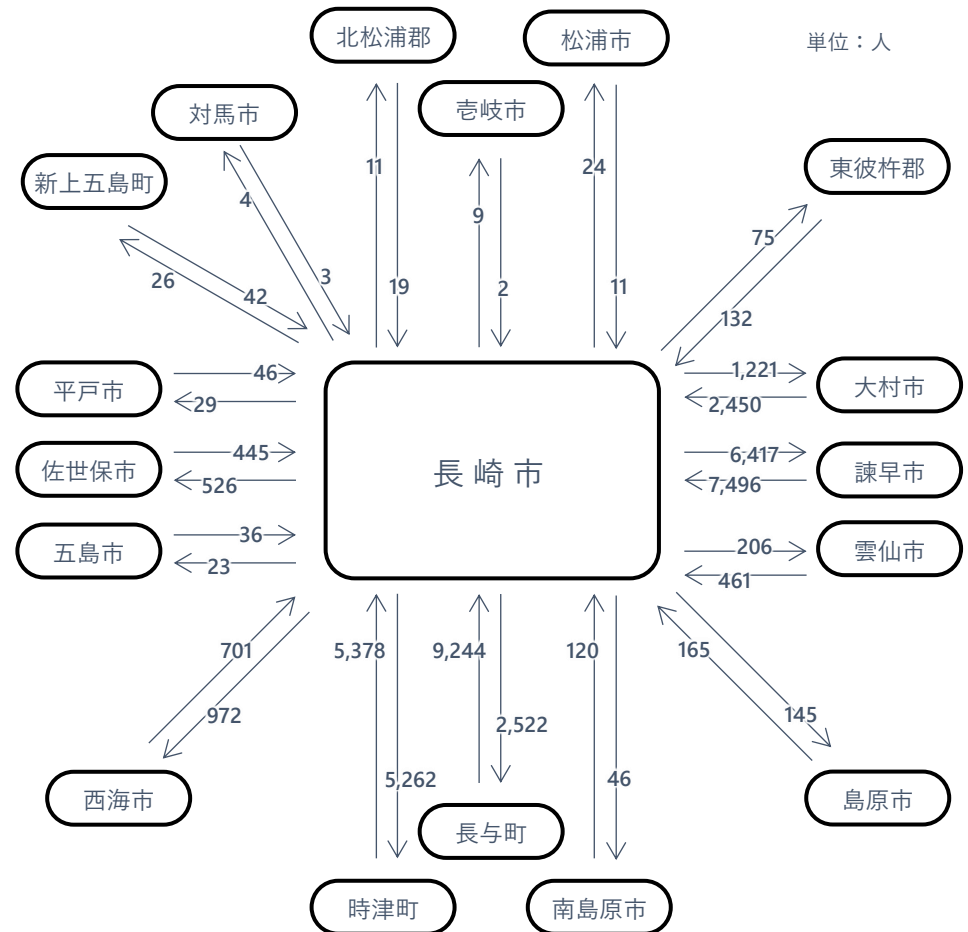 北松浦郡
松浦市
単位：人
対馬市
壱岐市
新上五島町
東彼杵郡
11
24
4
9
75
26
42
3
19
2
11
132
平戸市
46
29
1,221
2,450
大村市
佐世保市
445
526
長崎市
6,417
7,496
諫早市
五島市
36
23
206
461
雲仙市
701
5,378
9,244
120
165
972
2,522
145
5,262
46
西海市
長与町
島原市
時津町
南島原市